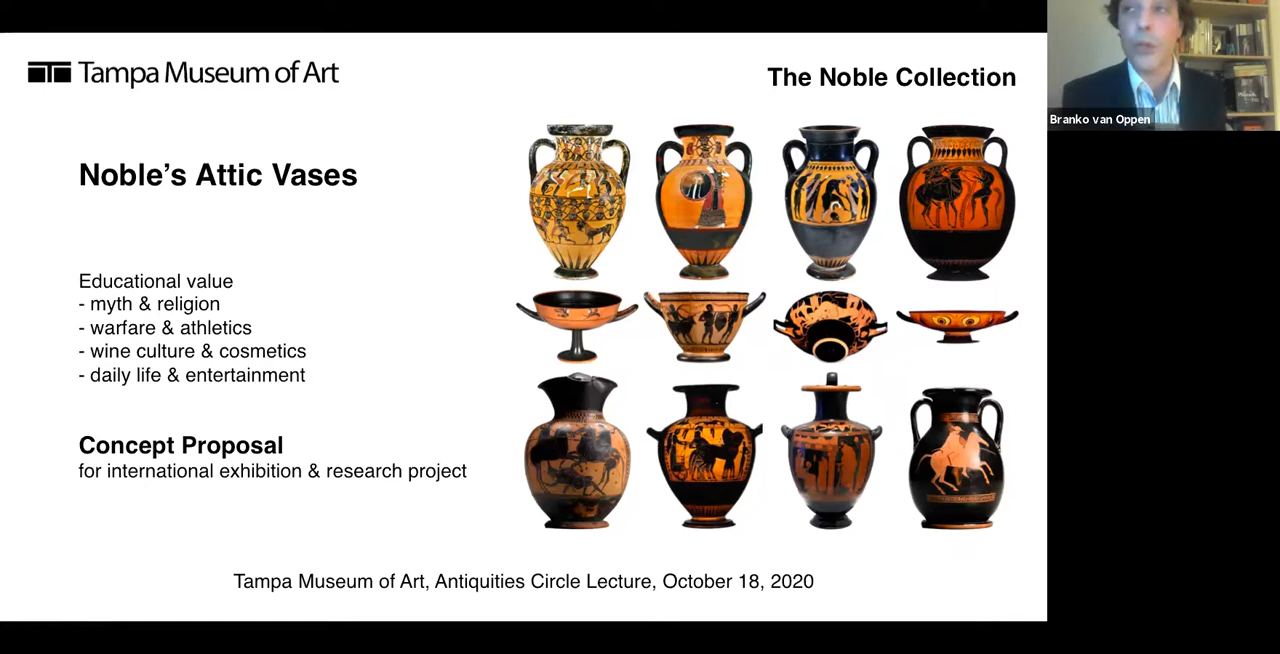 Tampa Museum of Art
The Noble Collection
Branko van Oppen
Noble's Attic Vases
Educational value
- myth & religion
- warfare & athletics
- wine culture & cosmetics
- daily life & entertainment
Concept Proposal
for international exhibition & research project
Tampa Museum of Art, Antiquities Circle Lecture, October 18, 2020